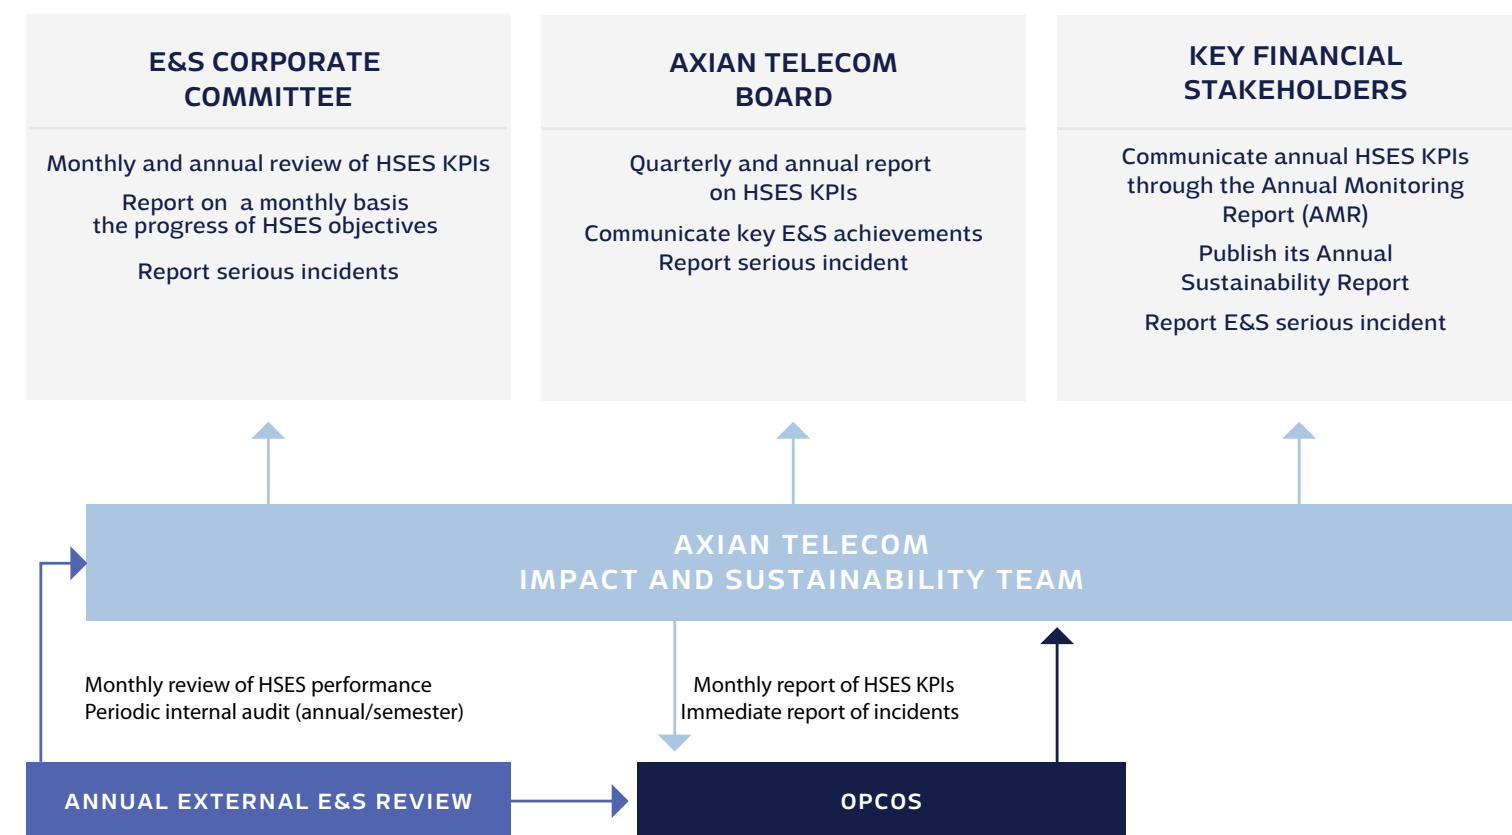 E&S CORPORATE
COMMITTEE
Monthly and annual review of HSES KPIs
Report on a monthly basis
the progress of HSES objectives
Report serious incidents
AXIAN TELECOM
BOARD
Quarterly and annual report
on HSES KPIs
Communicate key E&S achievements
Report serious incident
KEY FINANCIAL
STAKEHOLDERS
Communicate annual HSES KPIs
through the Annual Monitoring
Report (AMR)
Publish its Annual
Sustainability Report
Report E&S serious incident
AXIAN TELECOM
IMPACT AND SUSTAINABILITY TEAM
Monthly review of HSES performance
Periodic internal audit (annual/semester)
Monthly report of HSES KPIs
Immediate report of incidents
ANNUAL EXTERNAL E&S REVIEW
OPCOS